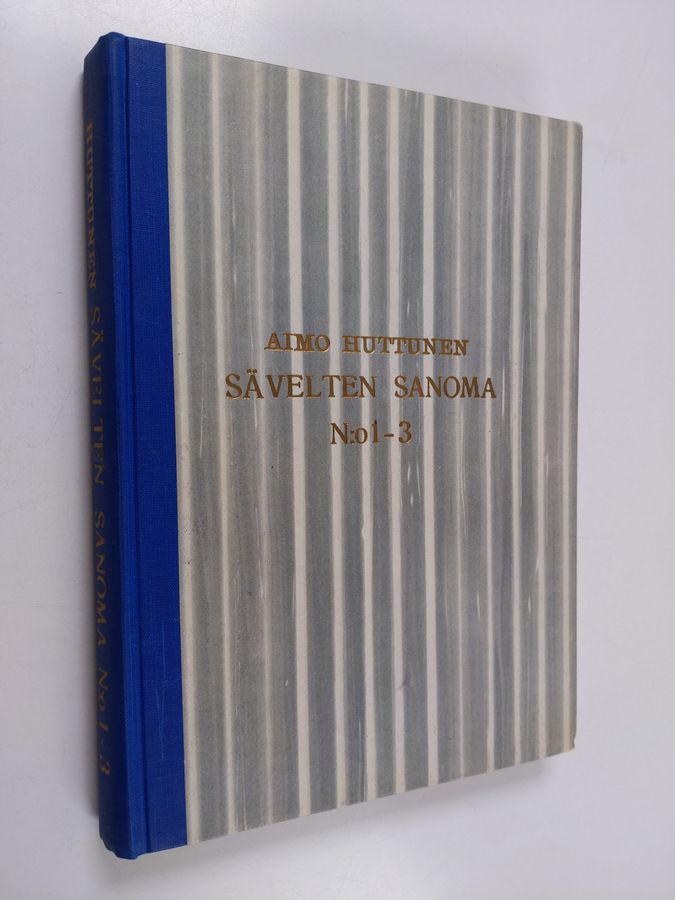 AIMO HUTTUNEN
SÄVELTEN SANOMA
N:o 1-3
HUTTUNEN SÄVELTEN SANOMA N:o 1-3